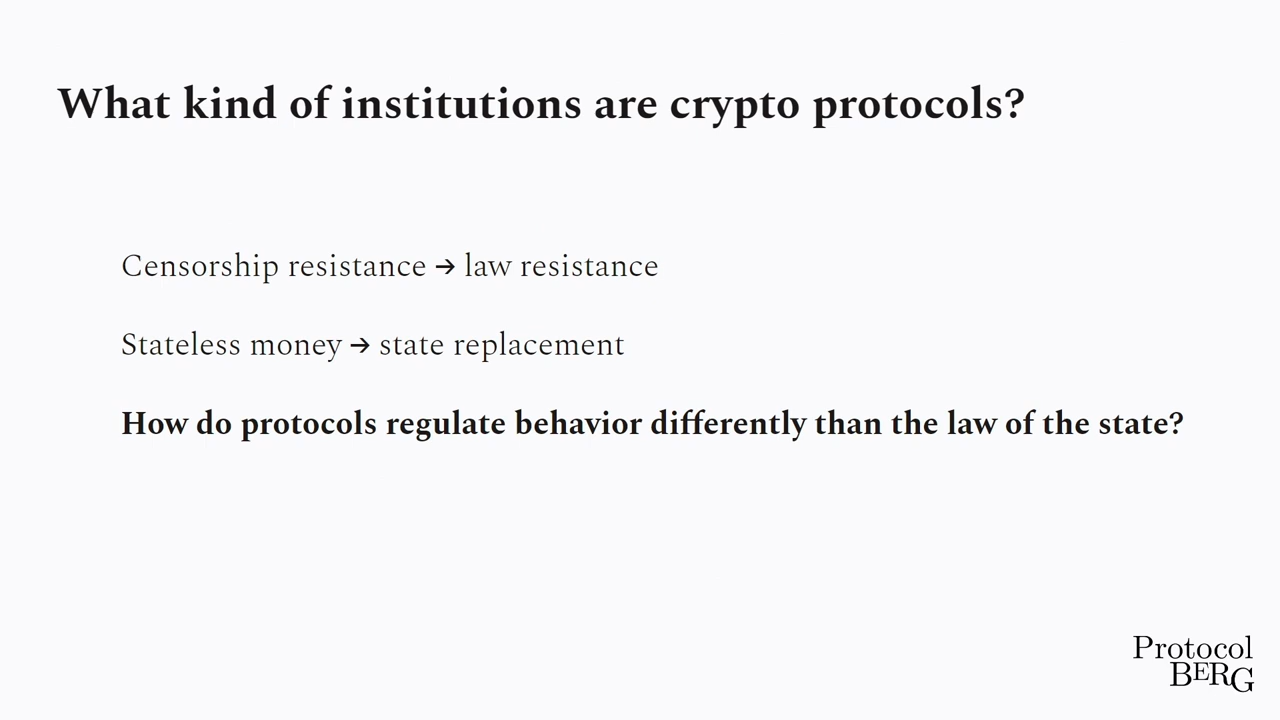 What kind of institutions are crypto protocols?
Censorship resistance → law resistance
Stateless money → state replacement
How do protocols regulate behavior differently than the law of the state?
Protocol
BERG